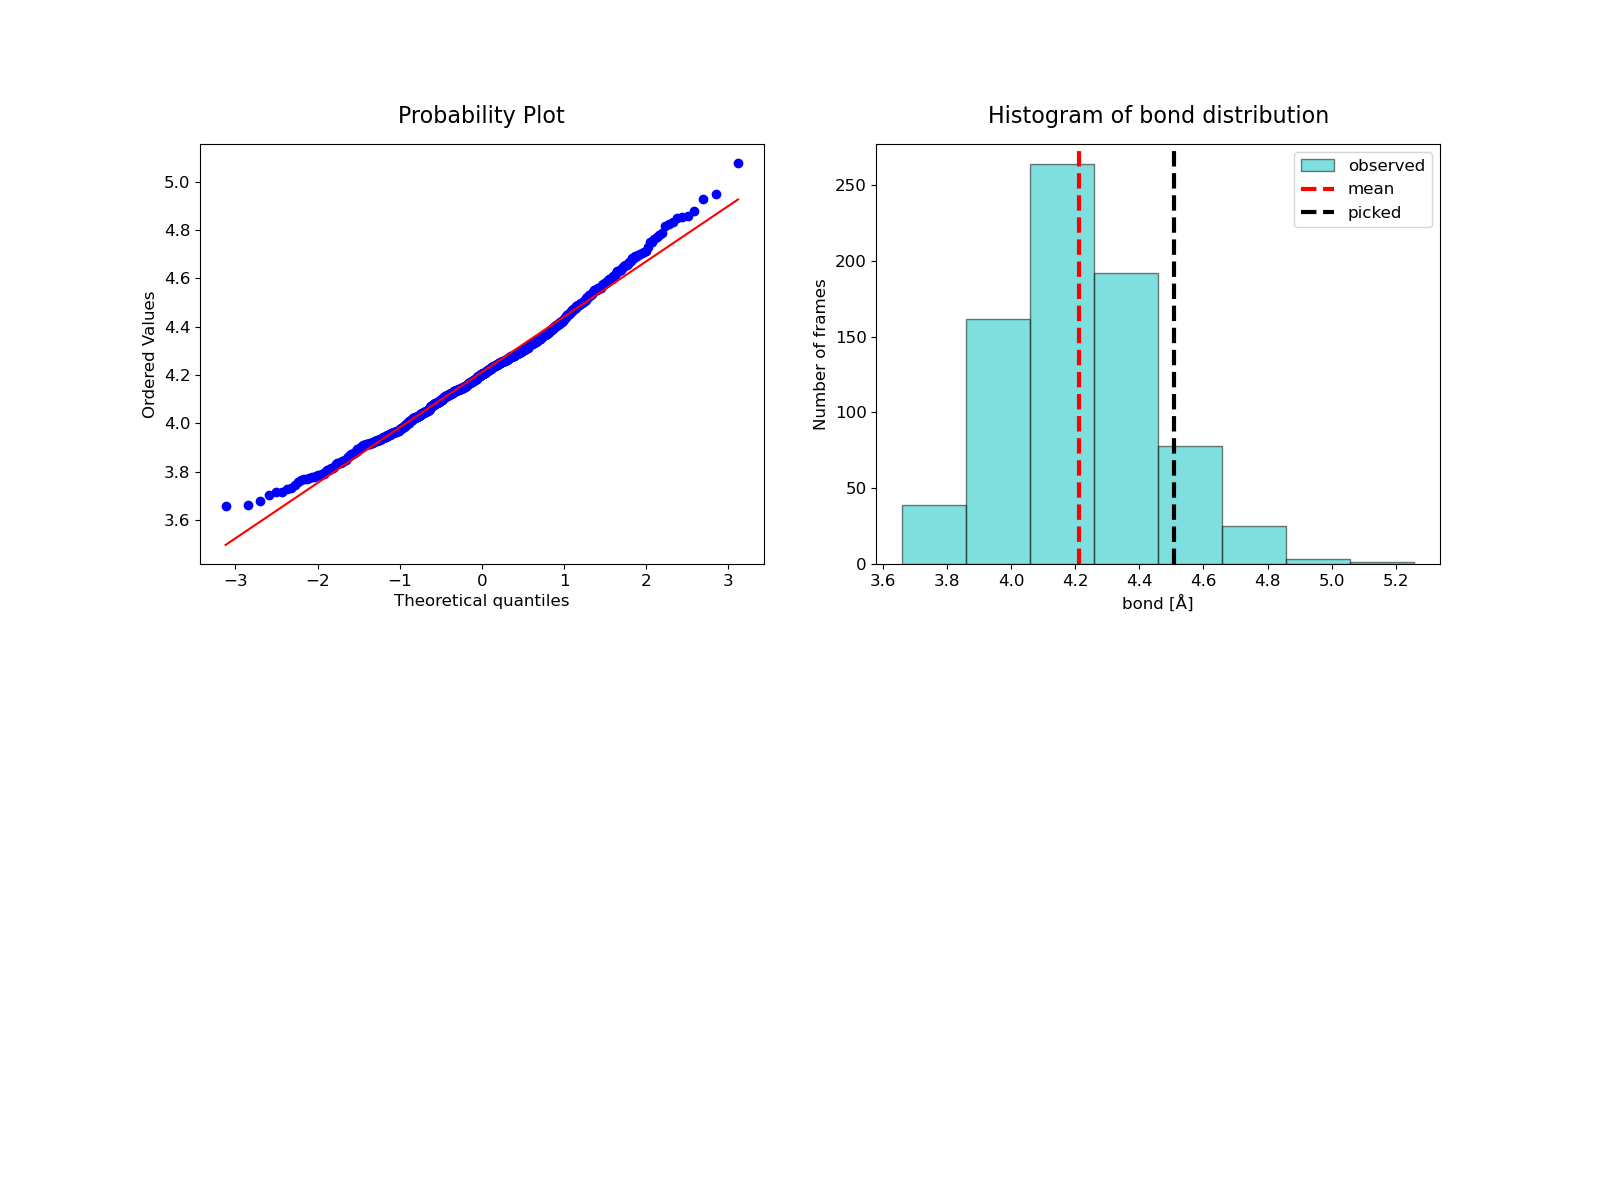 Probability Plot
Ordered Values
5.0
4.8
4.6
4.4
4.2
4.0
3.8
3.6
−3 −2 −1 0 1 2 3
Theoretical quantiles
Histogram of bond distribution
Number of frames
250
200
150
100
50
0
3.6 3.8 4.0 4.2 4.4 4.6 4.8 5.0 5.2
bond [Å]
observed
mean
picked